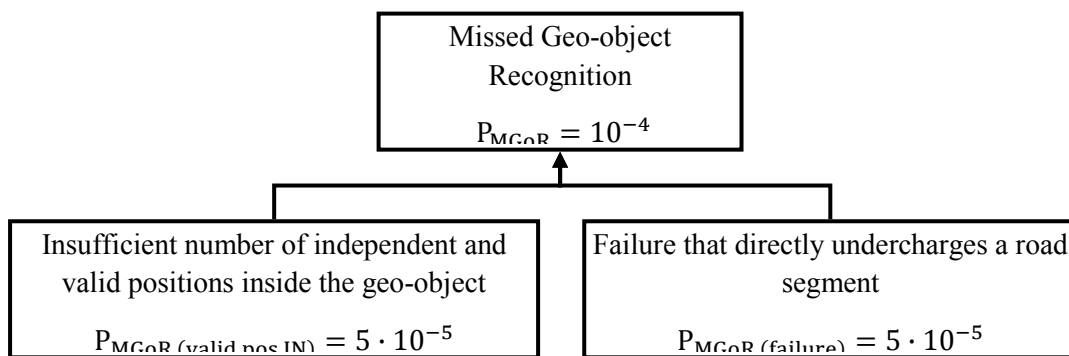 Missed Geo-object
Recognition
P_MGoR = 10^−4
Insufficient number of independent and
valid positions inside the geo-object
P_MGoR (valid pos IN) = 5 · 10^−5
Failure that directly undercharges a road
segment
P_MGoR (failure) = 5 · 10^−5